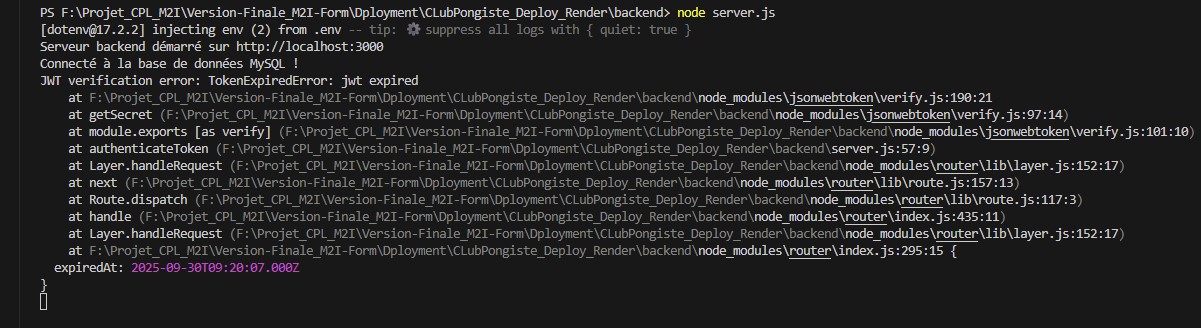 PS F:\Projet_CPL_M2I\Version-Finale_M2I-Form\Dployment\CLubPongiste_Deploy_Render\backend> node server.js
[dotenv@17.2.2] injecting env (2) from .env -- tip: ⚙️ suppress all logs with { quiet: true }
Serveur backend démarré sur http://localhost:3000
Connecté à la base de données MySQL !
JWT verification error: TokenExpiredError: jwt expired
    at F:\Projet_CPL_M2I\Version-Finale_M2I-Form\Dployment\CLubPongiste_Deploy_Render\backend\node_modules\jsonwebtoken\verify.js:190:21
    at getSecret (F:\Projet_CPL_M2I\Version-Finale_M2I-Form\Dployment\CLubPongiste_Deploy_Render\backend\node_modules\jsonwebtoken\verify.js:97:14)
    at module.exports [as verify] (F:\Projet_CPL_M2I\Version-Finale_M2I-Form\Dployment\CLubPongiste_Deploy_Render\backend\node_modules\jsonwebtoken\verify.js:101:10)
    at authenticateToken (F:\Projet_CPL_M2I\Version-Finale_M2I-Form\Dployment\CLubPongiste_Deploy_Render\backend\server.js:57:9)
    at Layer.handleRequest (F:\Projet_CPL_M2I\Version-Finale_M2I-Form\Dployment\CLubPongiste_Deploy_Render\backend\node_modules\router\lib\layer.js:152:17)
    at next (F:\Projet_CPL_M2I\Version-Finale_M2I-Form\Dployment\CLubPongiste_Deploy_Render\backend\node_modules\router\lib\route.js:157:13)
    at Route.dispatch (F:\Projet_CPL_M2I\Version-Finale_M2I-Form\Dployment\CLubPongiste_Deploy_Render\backend\node_modules\router\lib\route.js:117:3)
    at handle (F:\Projet_CPL_M2I\Version-Finale_M2I-Form\Dployment\CLubPongiste_Deploy_Render\backend\node_modules\router\index.js:435:11)
    at Layer.handleRequest (F:\Projet_CPL_M2I\Version-Finale_M2I-Form\Dployment\CLubPongiste_Deploy_Render\backend\node_modules\router\lib\layer.js:152:17)
    at F:\Projet_CPL_M2I\Version-Finale_M2I-Form\Dployment\CLubPongiste_Deploy_Render\backend\node_modules\router\index.js:295:15 {
  expiredAt: 2025-09-30T09:20:07.000Z
}